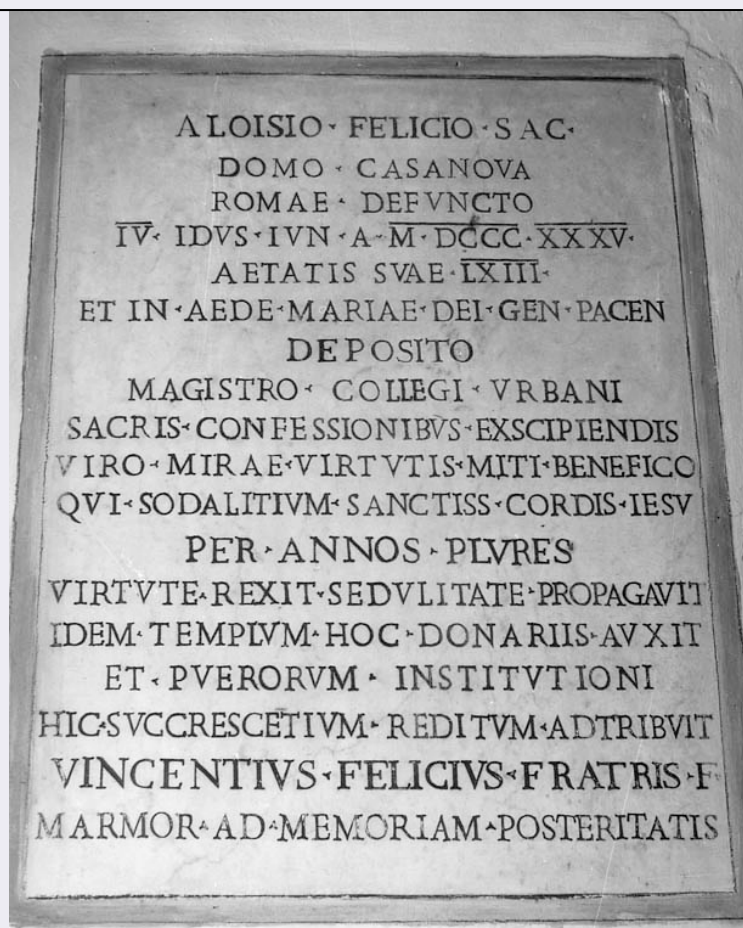 ALOISIO · FELICIO · SAC ·
DOMO · CASANOVA
ROMAE · DEFVNCTO
IV · IDVS · IVN · A · M · DCCC · XXXV ·
AETATIS SVAE · LXIII ·
ET IN · AEDE · MARIAE · DEI · GEN · PACEN
DEPOSITO
MAGISTRO · COLLEGI · VRBANI
SACRIS · CONFESSIONIBVS · EXSCIPIENDIS
VIRO · MIRAE · VIRTVTIS · MITI · BENEFICO
QVI · SODALITIVM · SANCTISS · CORDIS · IESV
PER · ANNOS · PLVRES
VIRTVTE · REXIT · SEDVLITATE · PROPAGAVIT
IDEM · TEMPLVM · HOC · DONARIIS · AVXIT
ET · PVERORVM · INSTITVTIONI
HIC · SVCCRESCETIVM · REDITVM · ADTRIBVIT
VINCENTIVS · FELICIVS · FRATRIS · F
MARMOR · AD · MEMORIAM · POSTERITATIS